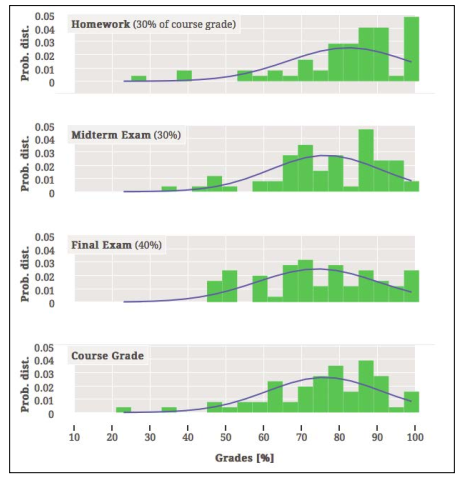 Homework (30% of course grade)
Prob. dist.
0.05
0.04
0.03
0.02
0.01
0
Midterm Exam (30%)
Prob. dist.
0.05
0.04
0.03
0.02
0.01
0
Final Exam (40%)
Prob. dist.
0.05
0.04
0.03
0.02
0.01
0
Course Grade
Prob. dist.
0.05
0.04
0.03
0.02
0.01
0
10 20 30 40 50 60 70 80 90 100
Grades [%]